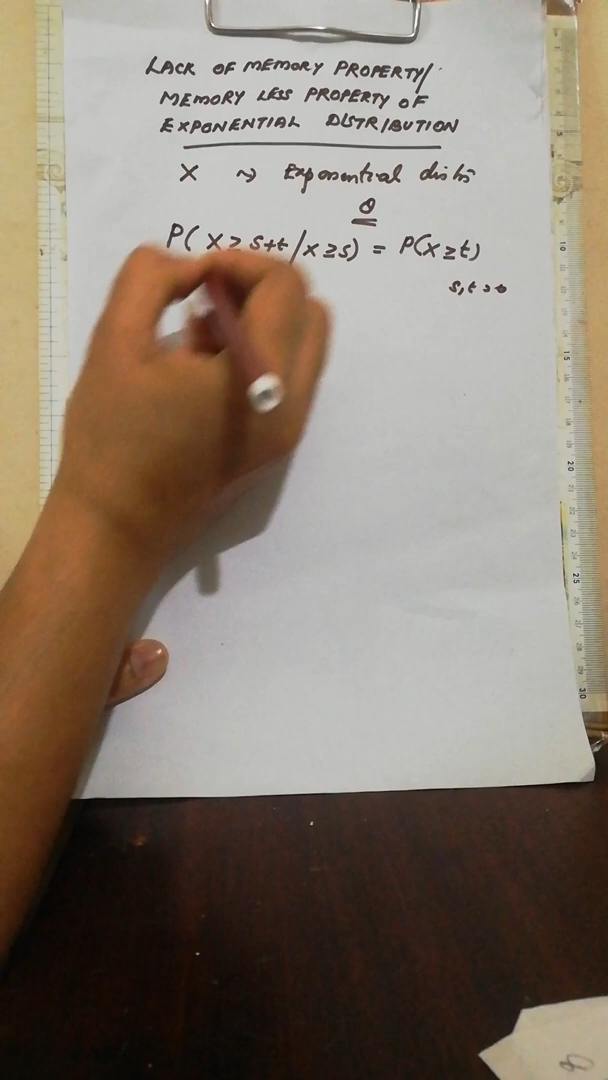 LACK OF MEMORY PROPERTY/
MEMORY LESS PROPERTY OF
EXPONENTIAL DISTRIBUTION
X ~ Exponential distn
θ
P(X ≥ s+t / X ≥ s) = P(X ≥ t)
s, t > 0